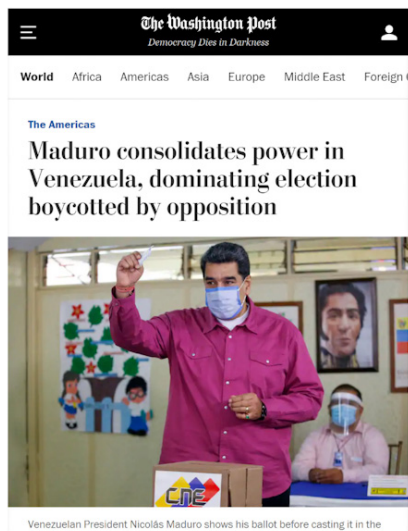 The Washington Post
Democracy Dies in Darkness
World Africa Americas Asia Europe Middle East Foreign
The Americas
Maduro consolidates power in
Venezuela, dominating election
boycotted by opposition
CNE
Venezuelan President Nicolás Maduro shows his ballot before casting it in the